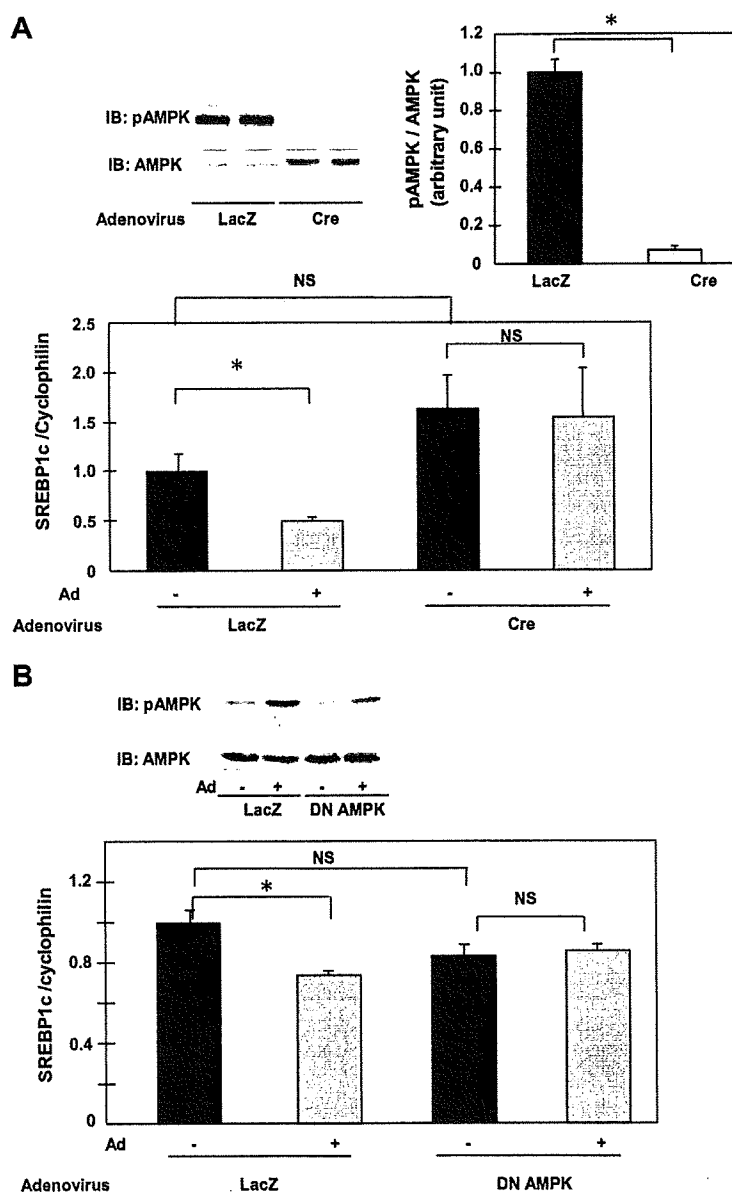 A
IB: pAMPK
IB: AMPK
Adenovirus LacZ Cre
pAMPK / AMPK
(arbitrary unit)
1.2
1.0
0.8
0.6
0.4
0.2
0
*
LacZ Cre
NS
SREBP1c /Cyclophilin
2.5
2.0
1.5
1.0
0.5
0
*
NS
Ad - + - +
Adenovirus LacZ Cre
B
IB: pAMPK
IB: AMPK
Ad - + - +
LacZ DN AMPK
SREBP1c /cyclophilin
1.2
0.8
0.4
0
NS
*
NS
Ad - + - +
Adenovirus LacZ DN AMPK